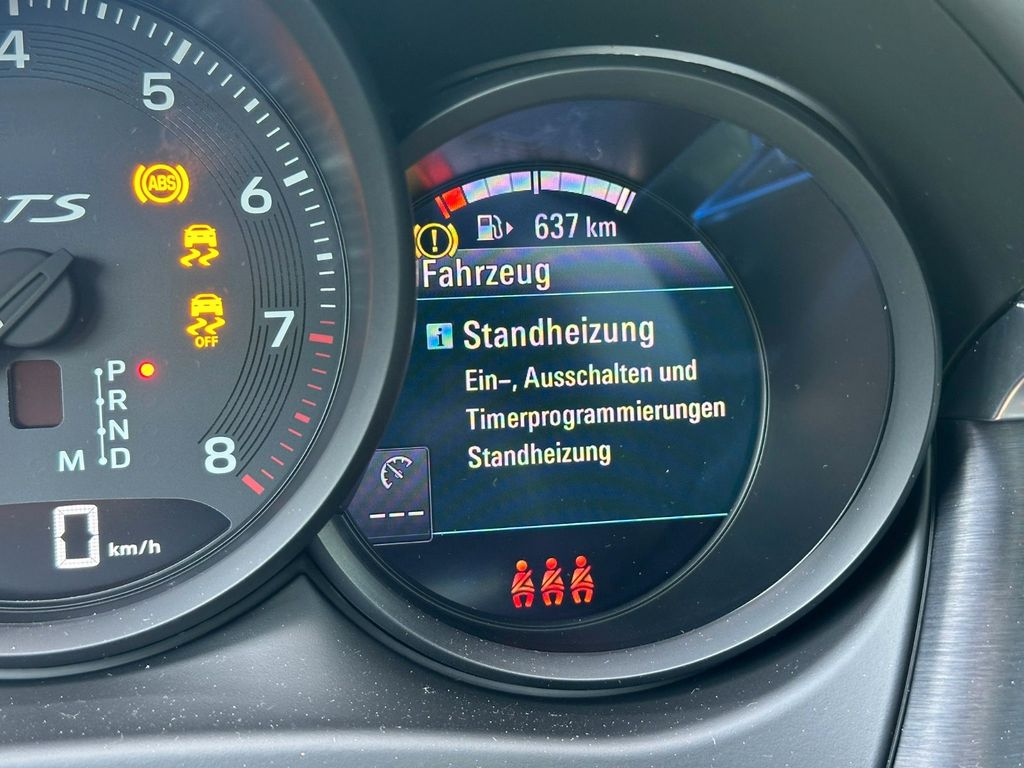 4
5
6
7
8
ABS
TS
OFF
P
R
N
M D
0 km/h
637 km
Fahrzeug
i Standheizung
Ein-, Ausschalten und
Timerprogrammierungen
Standheizung
---